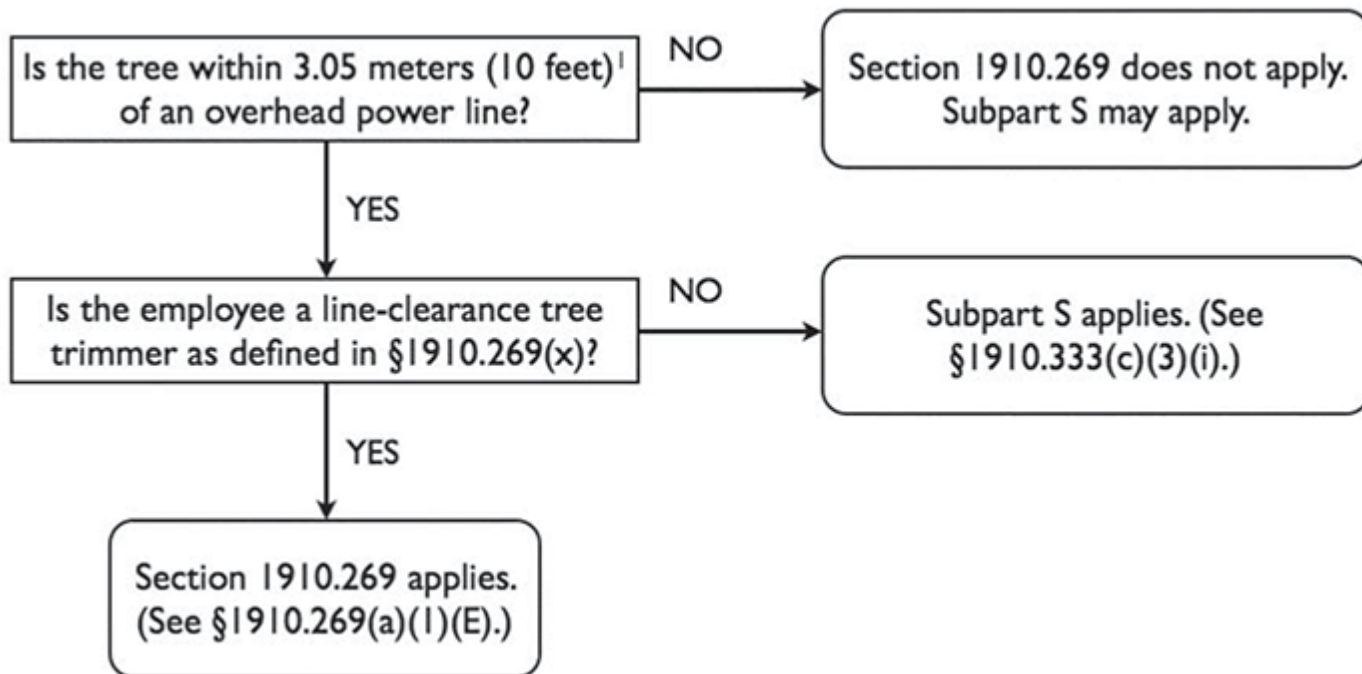 Is the tree within 3.05 meters (10 feet)¹
of an overhead power line?
NO
Section 1910.269 does not apply.
Subpart S may apply.
YES
Is the employee a line-clearance tree
trimmer as defined in §1910.269(x)?
NO
Subpart S applies. (See
§1910.333(c)(3)(i).)
YES
Section 1910.269 applies.
(See §1910.269(a)(1)(E).)